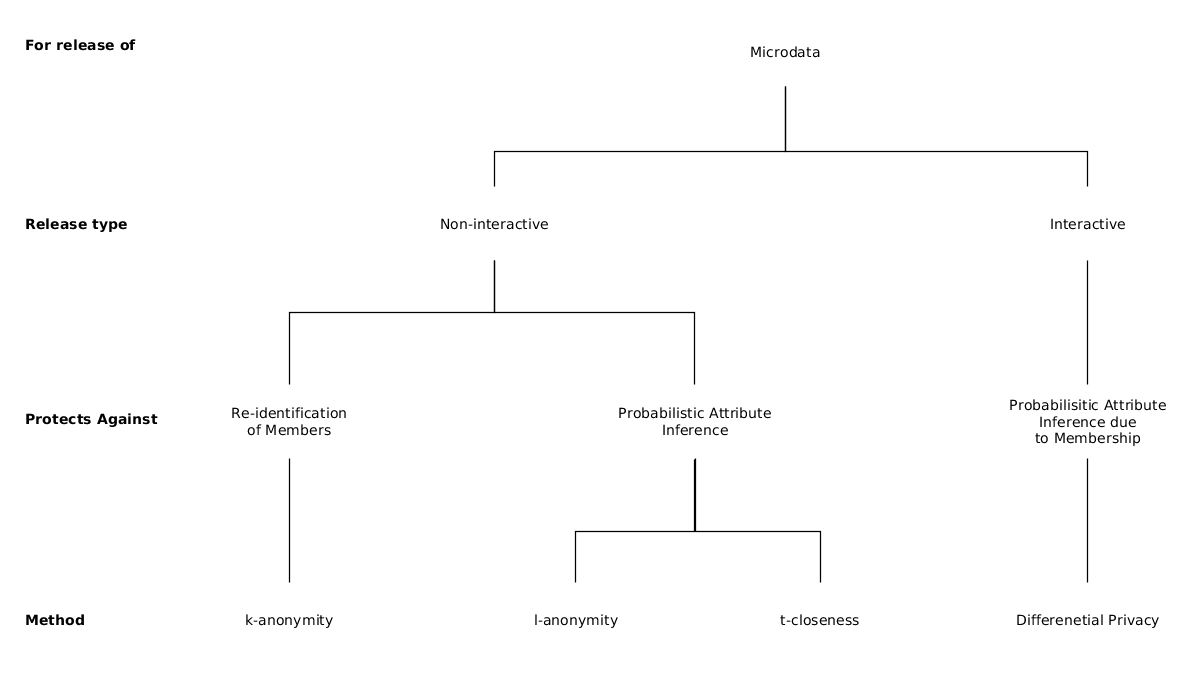 For release of
Microdata
Release type
Non-interactive
Interactive
Protects Against
Re-identification
of Members
Probabilistic Attribute
Inference
Probabilisitic Attribute
Inference due
to Membership
Method
k-anonymity
l-anonymity
t-closeness
Differenetial Privacy